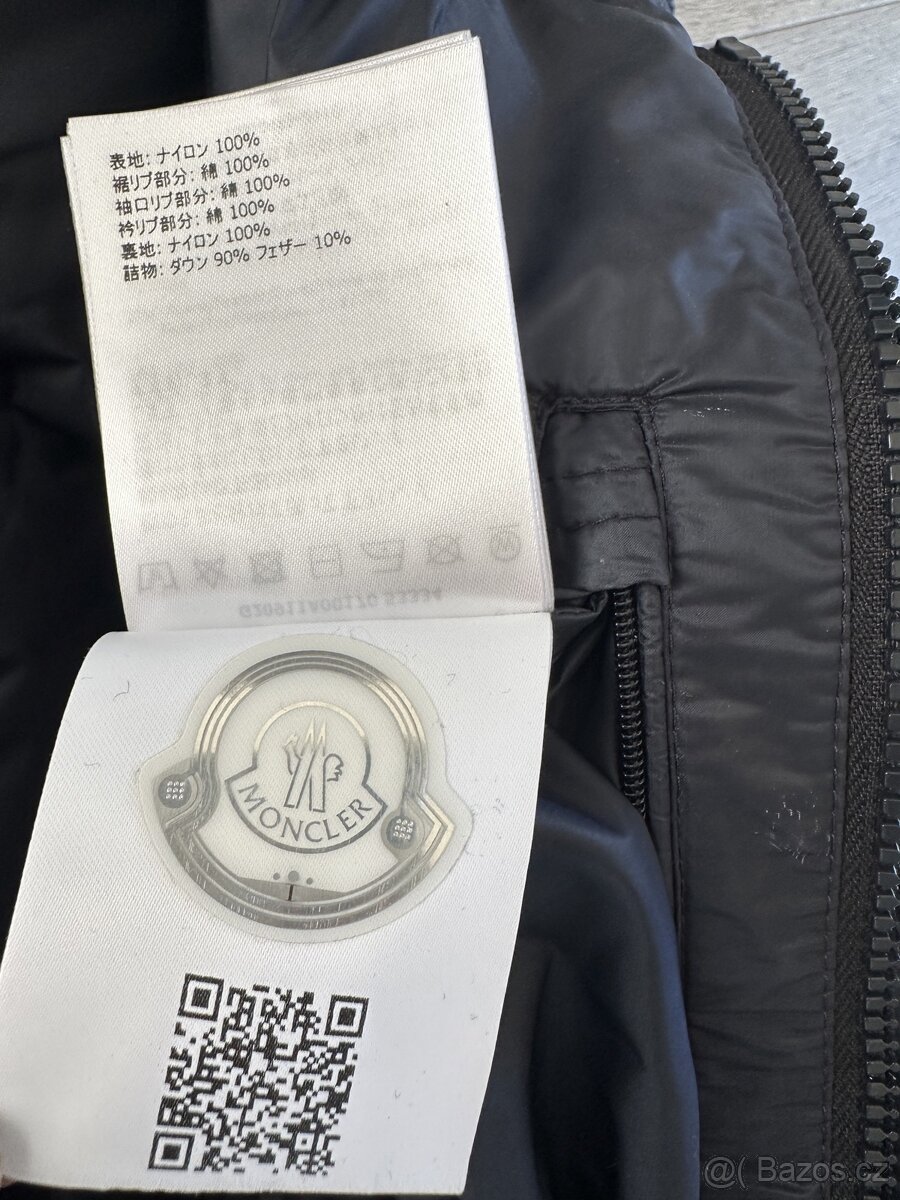 表地: ナイロン 100%
裾リブ部分: 綿 100%
袖口リブ部分: 綿 100%
衿リブ部分: 綿 100%
裏地: ナイロン 100%
詰物: ダウン 90% フェザー 10%
MONCLER
@( Bazos.cz